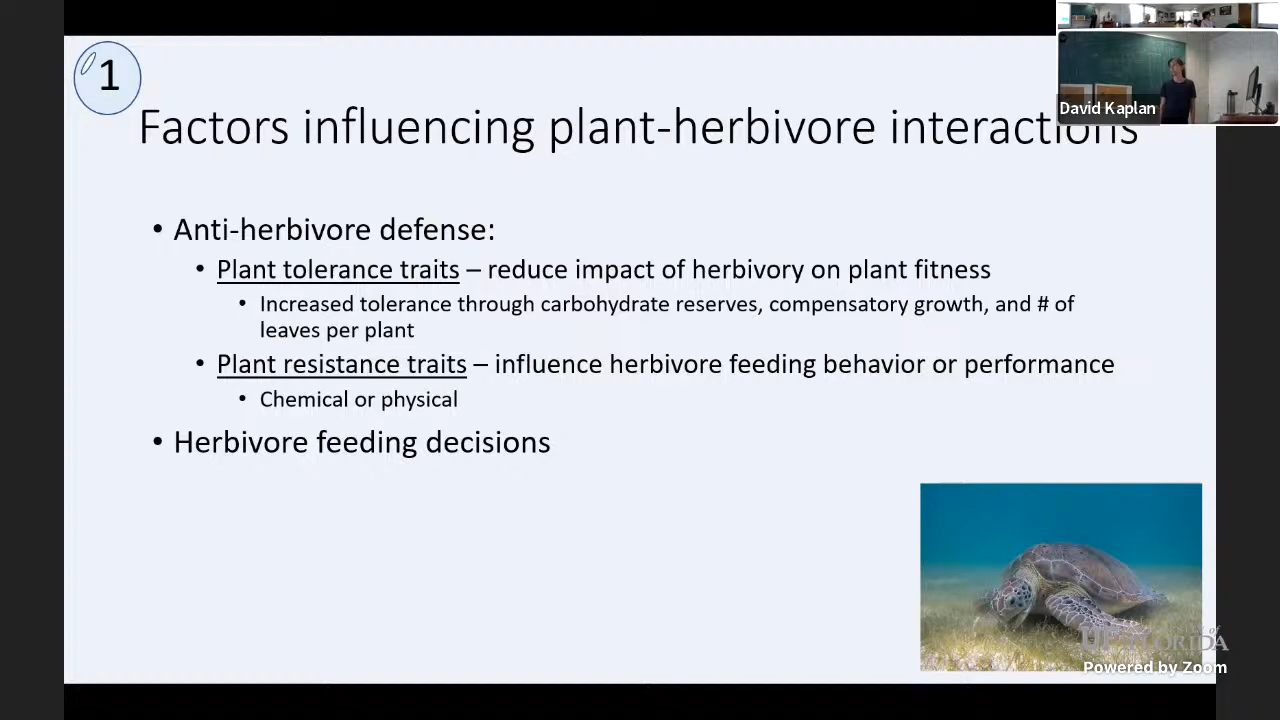 1
Factors influencing plant-herbivore interactions
David Kaplan
• Anti-herbivore defense:
• Plant tolerance traits – reduce impact of herbivory on plant fitness
• Increased tolerance through carbohydrate reserves, compensatory growth, and # of
leaves per plant
• Plant resistance traits – influence herbivore feeding behavior or performance
• Chemical or physical
• Herbivore feeding decisions
UF FLORIDA
Powered by Zoom